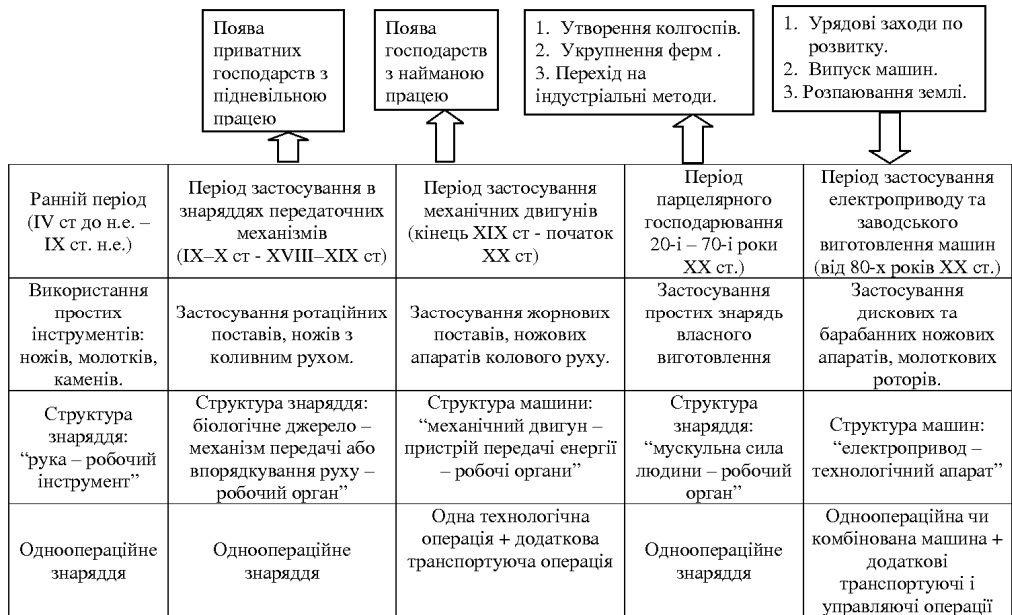 Поява
приватних
господарств з
підневільною
працею
Поява
господарств
з найманою
працею
1. Утворення колгоспів.
2. Укрупнення ферм .
3. Перехід на
індустріальні методи.
1. Урядові заходи по
розвитку.
2. Випуск машин.
3. Розпаювання землі.
Ранній період
(IV ст до н.е. –
IX ст. н.е.)
Період застосування в
знаряддях передаточних
механізмів
(IX–X ст - XVIII–XIX ст)
Період застосування
механічних двигунів
(кінець XIX ст - початок
XX ст)
Період
парцелярного
господарювання
20-і – 70-і роки
XX ст.)
Період застосування
електроприводу та
заводського
виготовлення машин
(від 80-х років XX ст.)
Використання
простих
інструментів:
ножів, молотків,
каменів.
Застосування ротаційних
поставів, ножів з
коливним рухом.
Застосування жорнових
поставів, ножових
апаратів колового руху.
Застосування
простих знарядь
власного
виготовлення
Застосування
дискових та
барабанних ножових
апаратів, молоткових
роторів.
Структура
знаряддя:
“рука – робочий
інструмент”
Структура знаряддя:
біологічне джерело –
механізм передачі або
впорядкування руху –
робочий орган”
Структура машини:
“механічний двигун –
пристрій передачі енергії
– робочі органи”
Структура
знаряддя:
“мускульна сила
людини – робочий
орган”
Структура машин:
“електропривод –
технологічний апарат”
Одноопераційне
знаряддя
Одноопераційне
знаряддя
Одна технологічна
операція + додаткова
транспортуюча операція
Одноопераційне
знаряддя
Одноопераційна чи
комбінована машина +
додаткові
транспортуючі і
управляючі операції